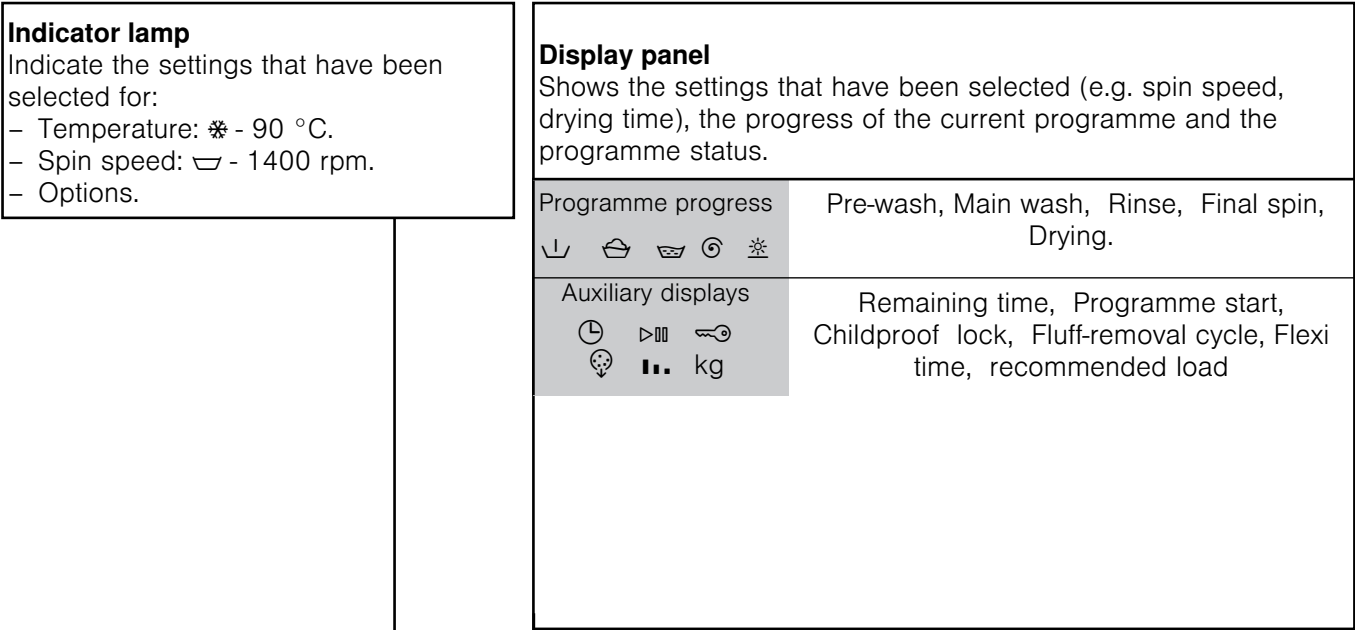 Indicator lamp
Indicate the settings that have been
selected for:
– Temperature: ❄ - 90 °C.
– Spin speed: - 1400 rpm.
– Options.
Display panel
Shows the settings that have been selected (e.g. spin speed,
drying time), the progress of the current programme and the
programme status.
Programme progress
Pre-wash, Main wash, Rinse, Final spin,
Drying.
Auxiliary displays
kg
Remaining time, Programme start,
Childproof lock, Fluff-removal cycle, Flexi
time, recommended load